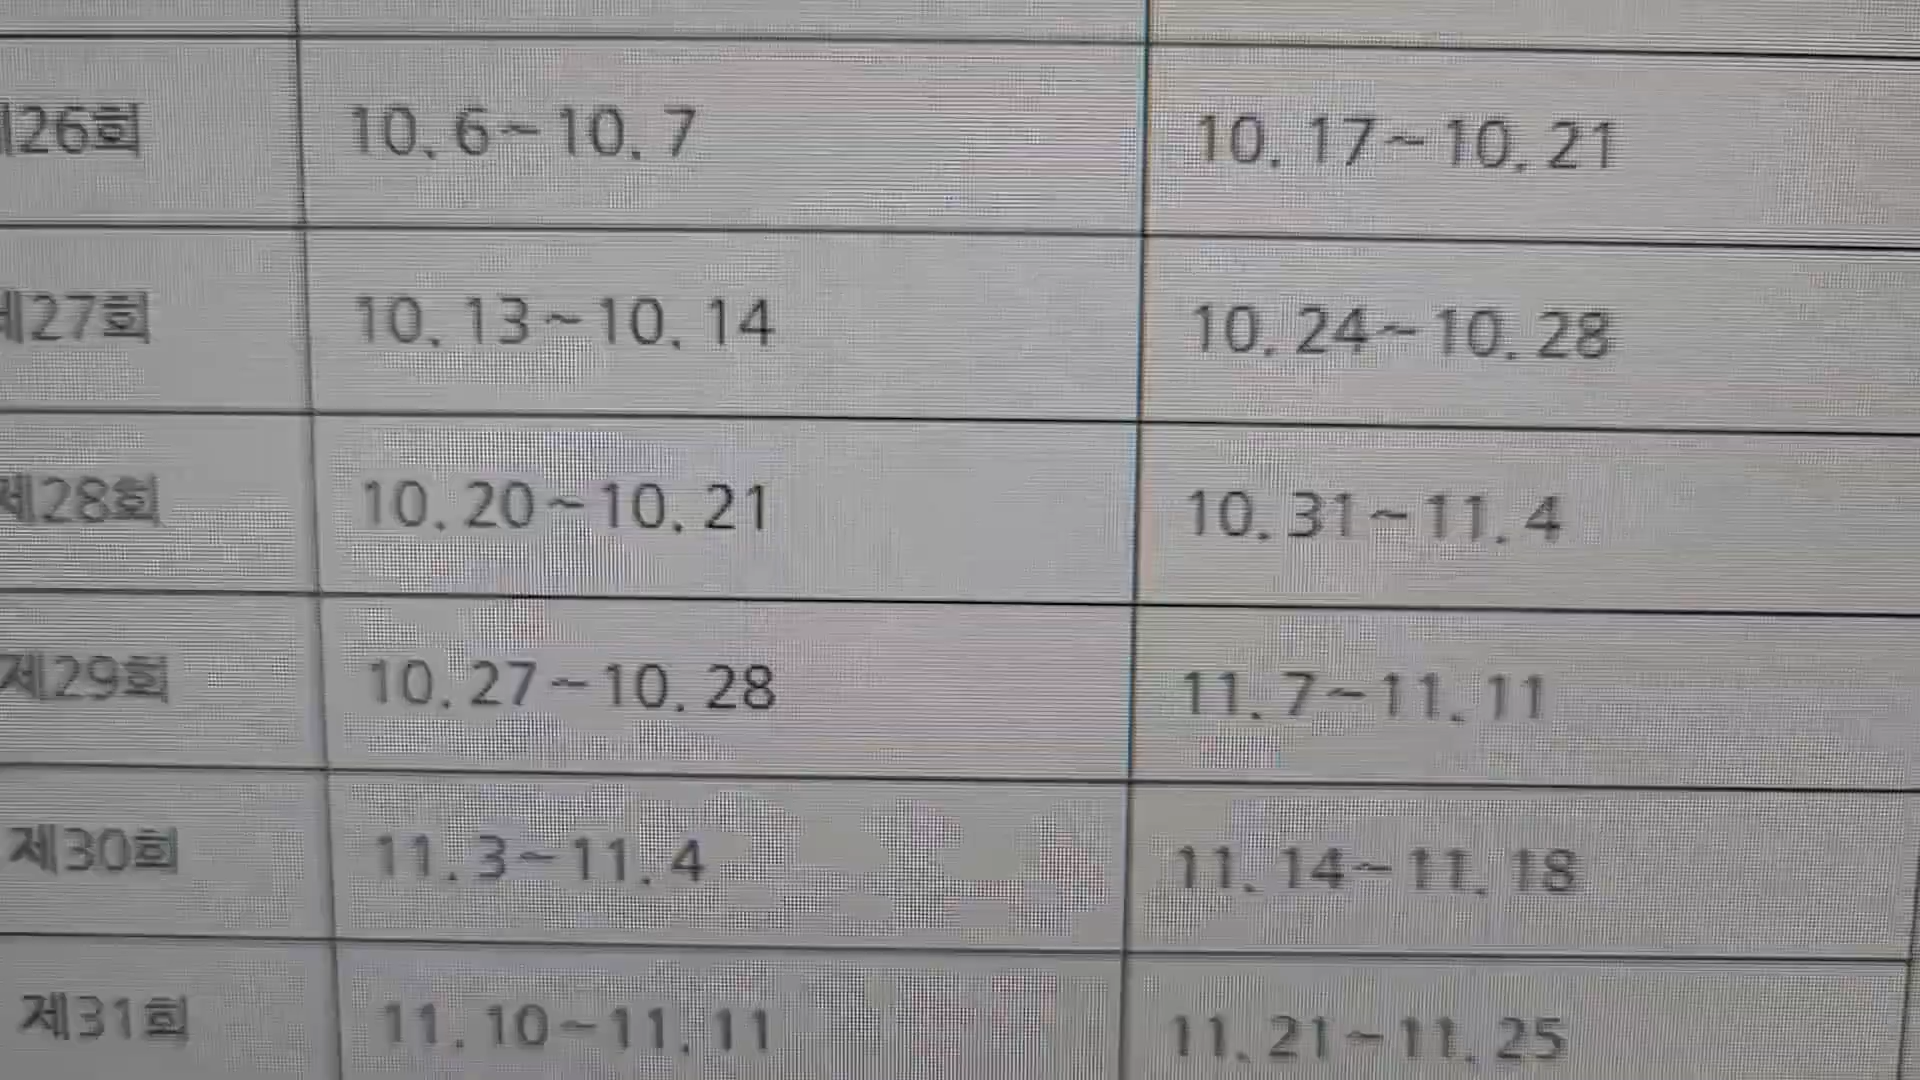 제26회 10. 6~10. 7 10. 17~10. 21
제27회 10. 13~10. 14 10. 24~10. 28
제28회 10. 20~10. 21 10. 31~11. 4
제29회 10. 27~10. 28 11. 7~11. 11
제30회 11. 3~11. 4 11. 14~11. 18
제31회 11. 10~11. 11 11. 21~11. 25